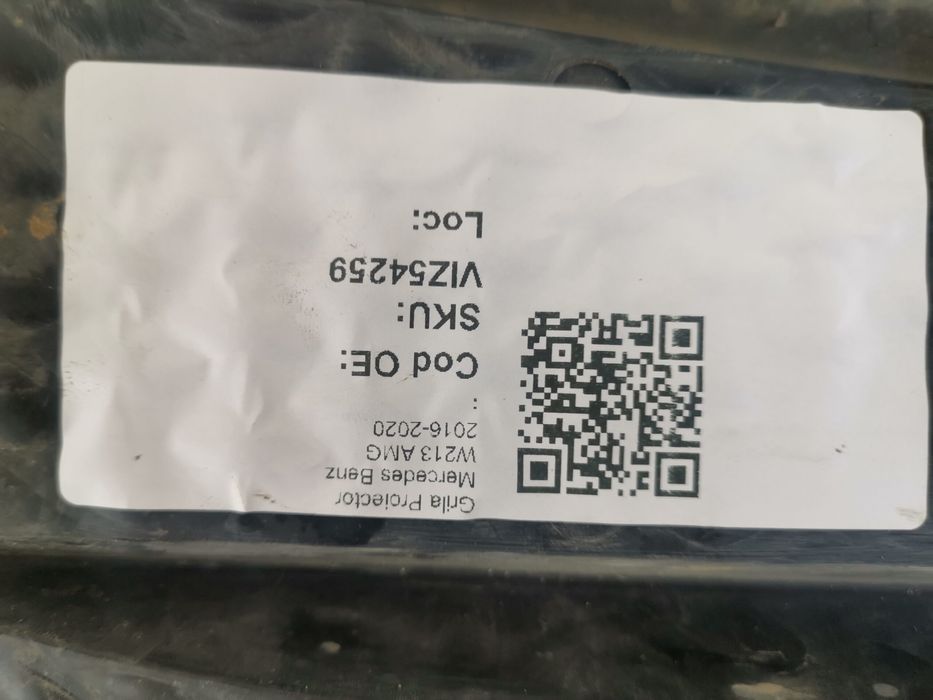 Grila Proiector
Mercedes Benz
W213 AMG
2016-2020
:
Cod OE:
SKU:
VIZ54259
Loc: